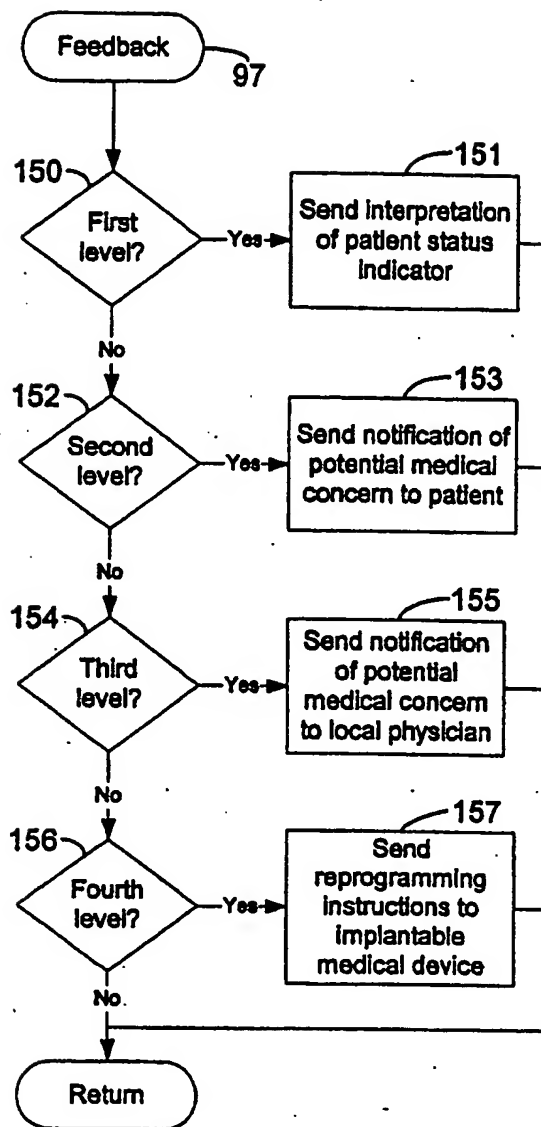 Feedback
97
150
First
level?
Yes
151
Send interpretation
of patient status
indicator
No
152
Second
level?
Yes
153
Send notification of
potential medical
concern to patient
No
154
Third
level?
Yes
155
Send notification
of potential
medical concern
to local physician
No
156
Fourth
level?
Yes
157
Send
reprogramming
instructions to
implantable
medical device
No
Return